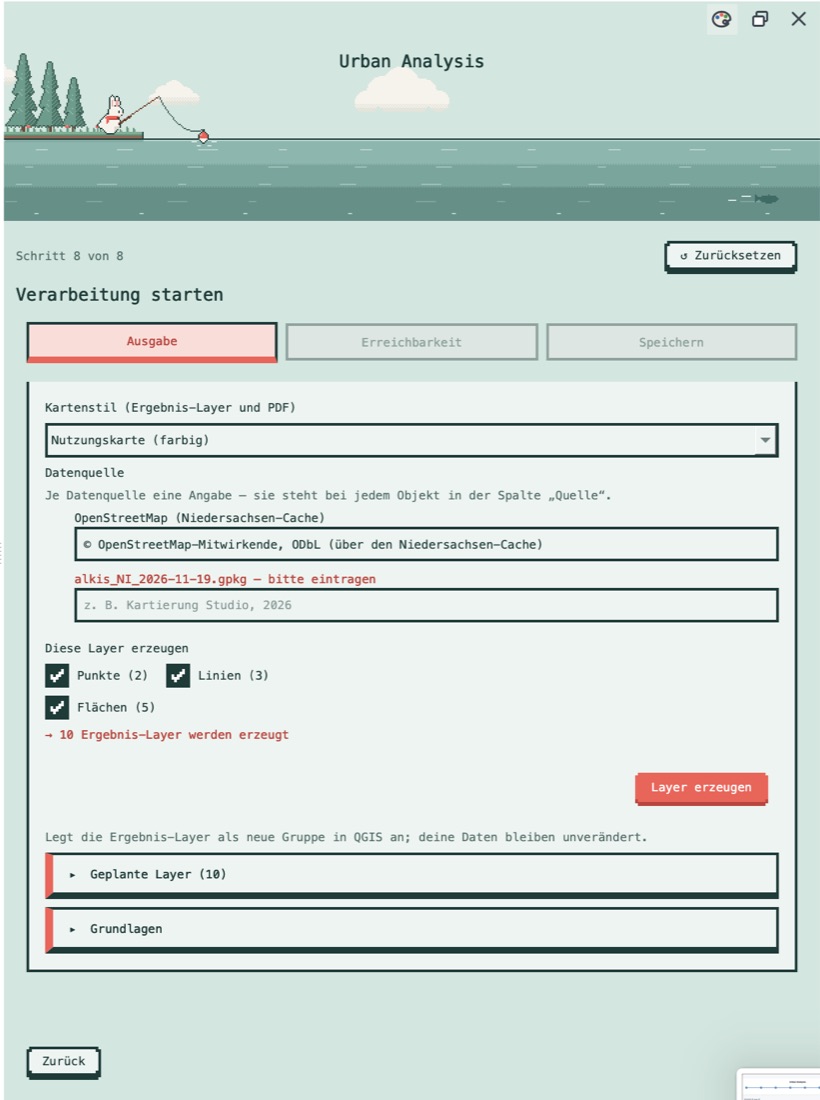 Urban Analysis
Schritt 8 von 8
↺ Zurücksetzen
Verarbeitung starten
Ausgabe
Erreichbarkeit
Speichern
Kartenstil (Ergebnis-Layer und PDF)
Nutzungskarte (farbig)
Datenquelle
Je Datenquelle eine Angabe – sie steht bei jedem Objekt in der Spalte „Quelle“.
OpenStreetMap (Niedersachsen-Cache)
© OpenStreetMap-Mitwirkende, ODbL (über den Niedersachsen-Cache)
alkis_NI_2026-11-19.gpkg – bitte eintragen
z. B. Kartierung Studio, 2026
Diese Layer erzeugen
Punkte (2)
Linien (3)
Flächen (5)
→ 10 Ergebnis-Layer werden erzeugt
Layer erzeugen
Legt die Ergebnis-Layer als neue Gruppe in QGIS an; deine Daten bleiben unverändert.
▸ Geplante Layer (10)
▸ Grundlagen
Zurück